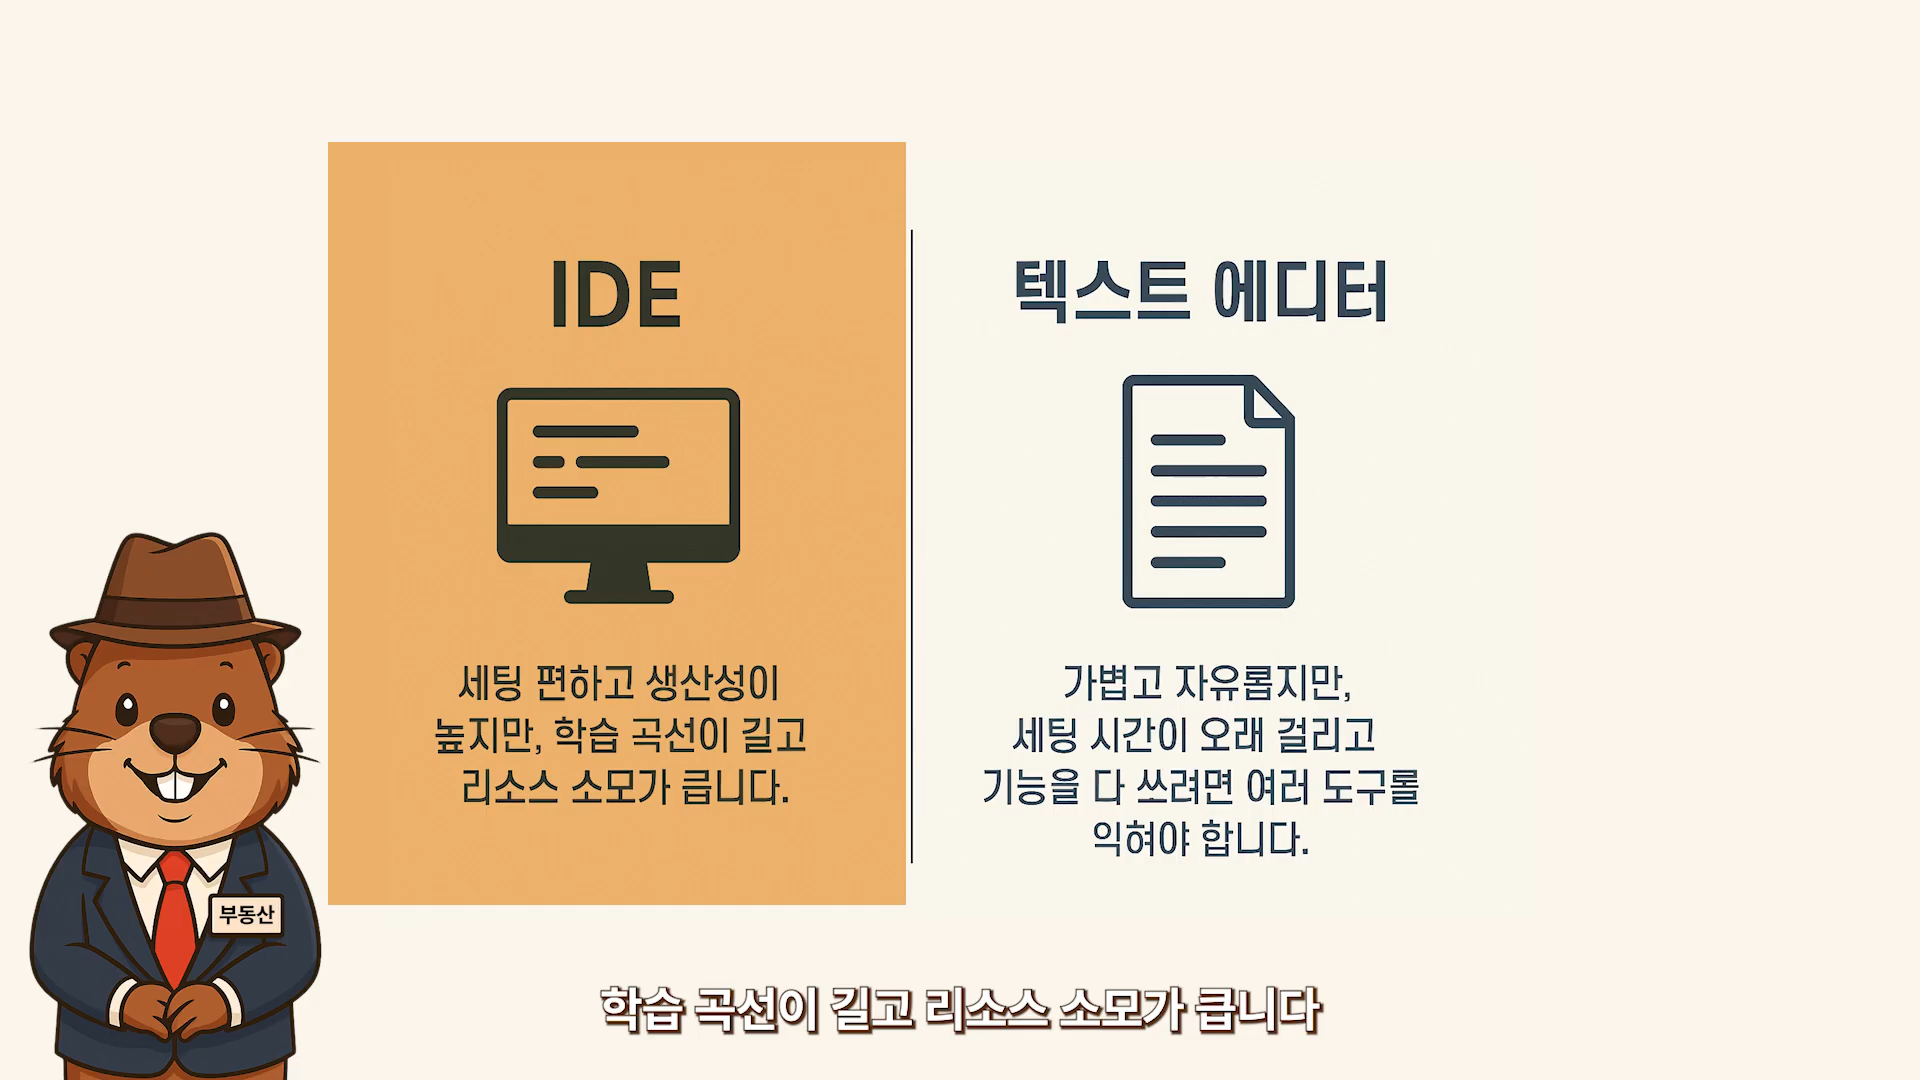 IDE
세팅 편하고 생산성이
높지만, 학습 곡선이 길고
리소스 소모가 큽니다.
텍스트 에디터
가볍고 자유롭지만,
세팅 시간이 오래 걸리고
기능을 다 쓰려면 여러 도구를
익혀야 합니다.
부동산
학습 곡선이 길고 리소스 소모가 큽니다